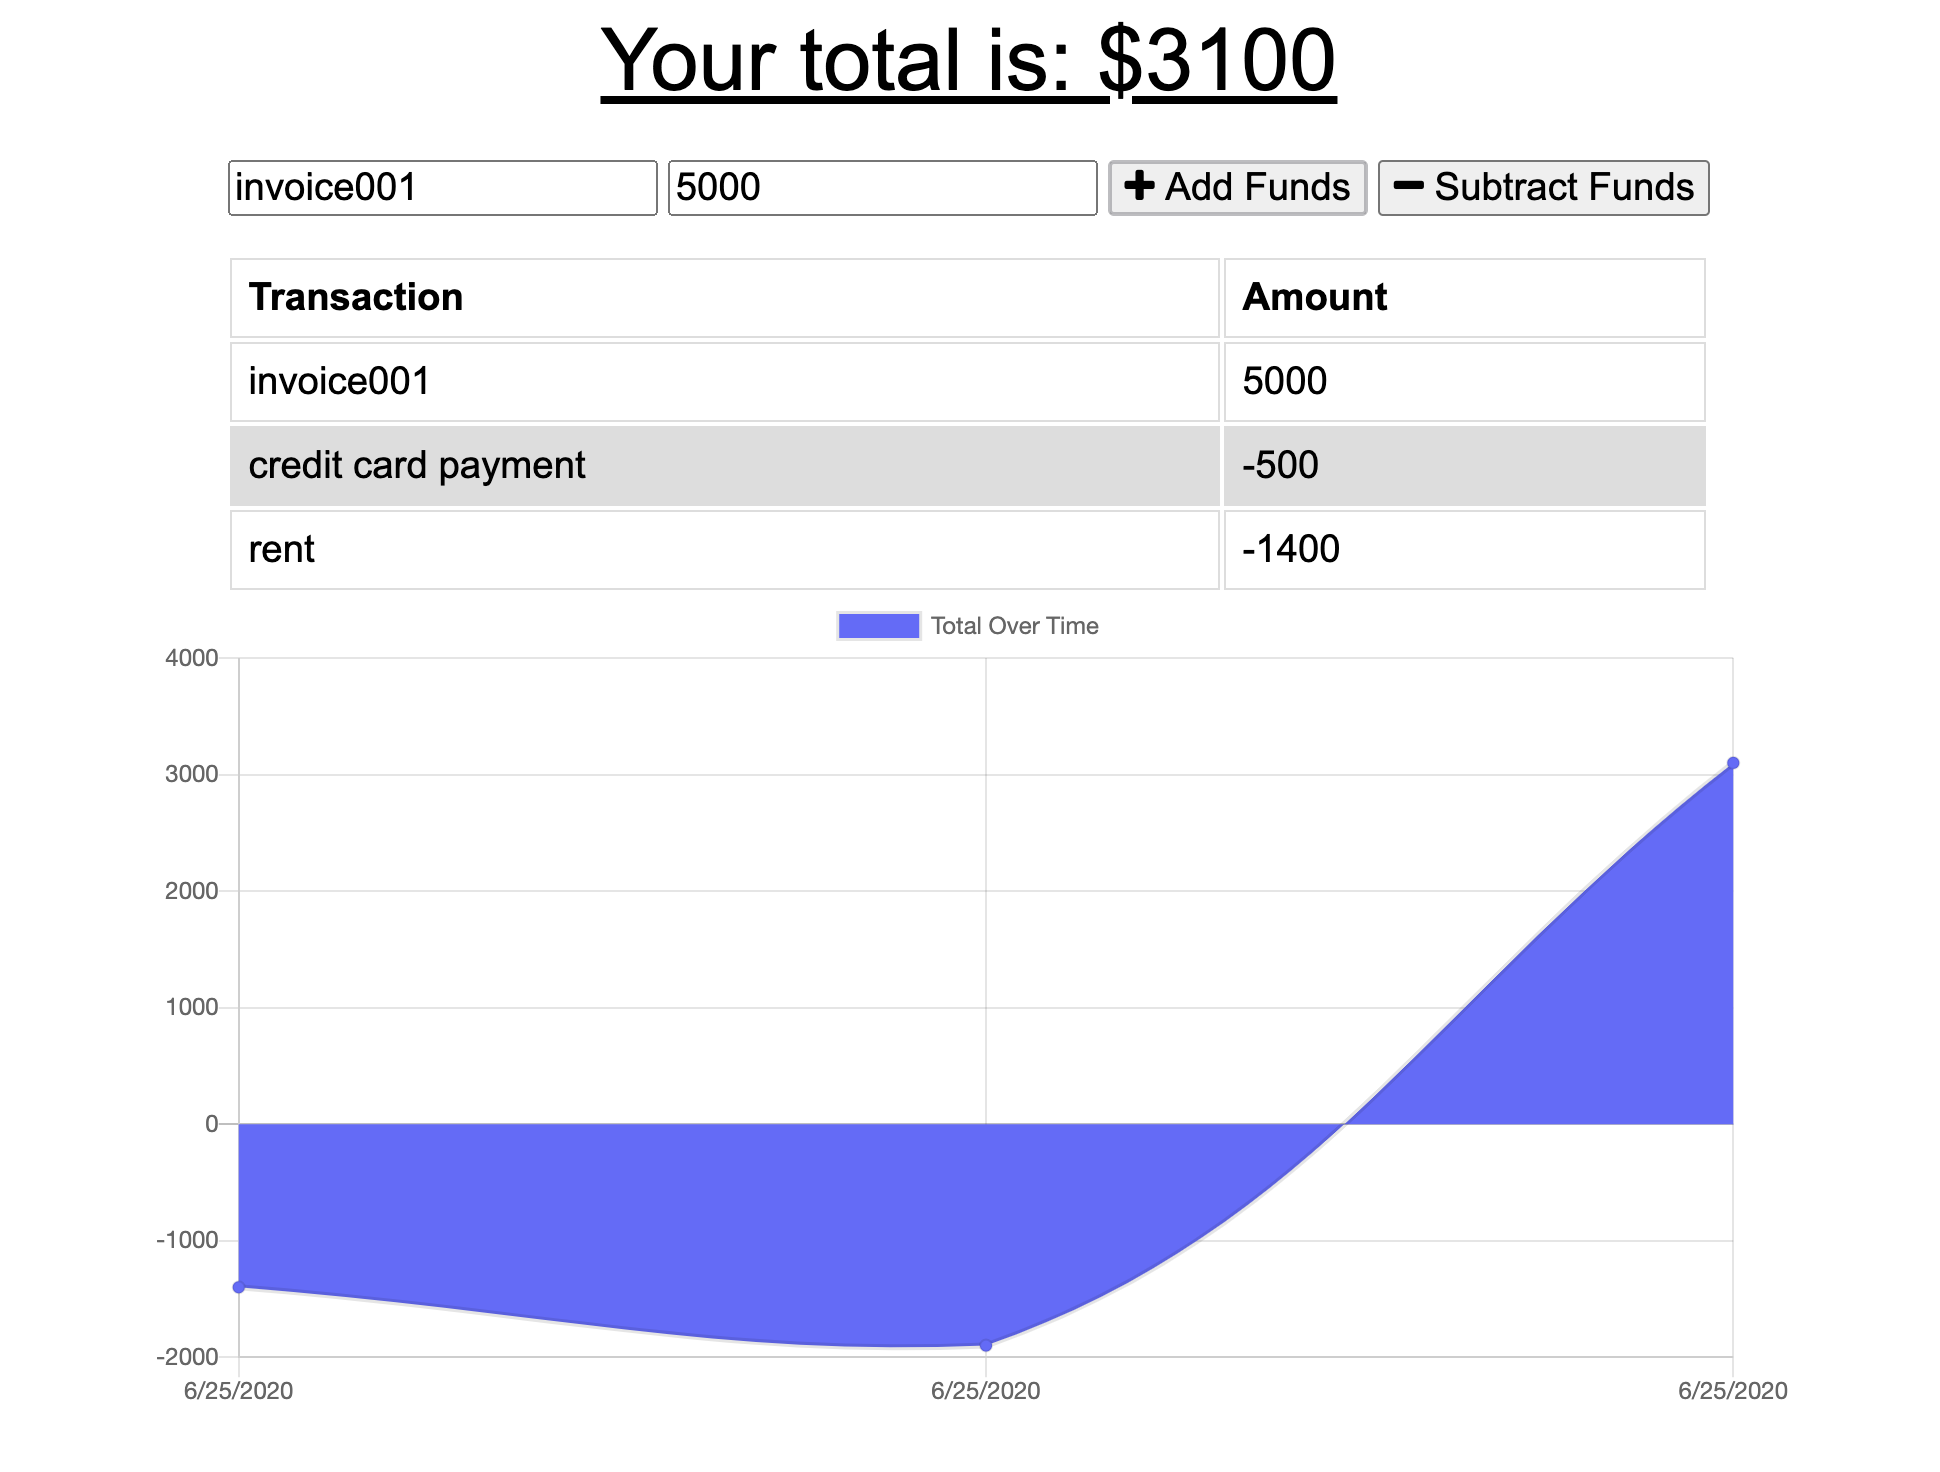 Your total is: $3100
invoice001 5000 Add Funds Subtract Funds
Transaction Amount
invoice001 5000
credit card payment -500
rent -1400
Total Over Time
4000
3000
2000
1000
0
-1000
-2000
6/25/2020 6/25/2020 6/25/2020